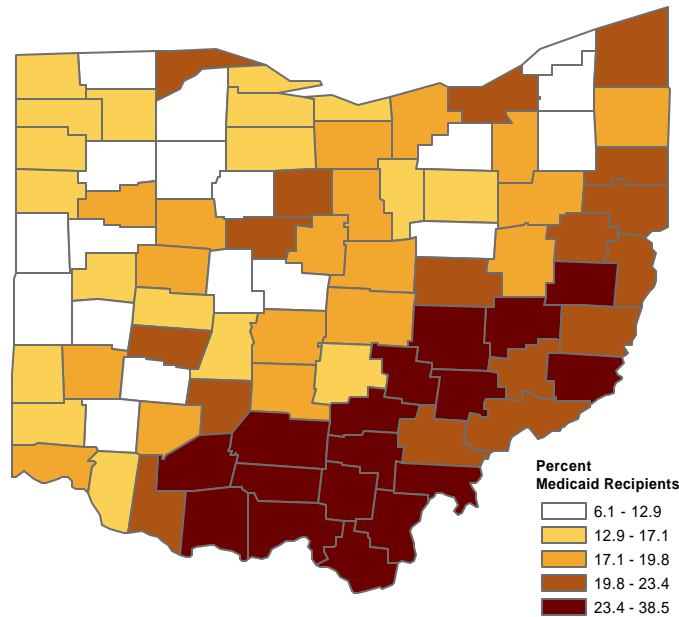 Percent
Medicaid Recipients
6.1 - 12.9
12.9 - 17.1
17.1 - 19.8
19.8 - 23.4
23.4 - 38.5